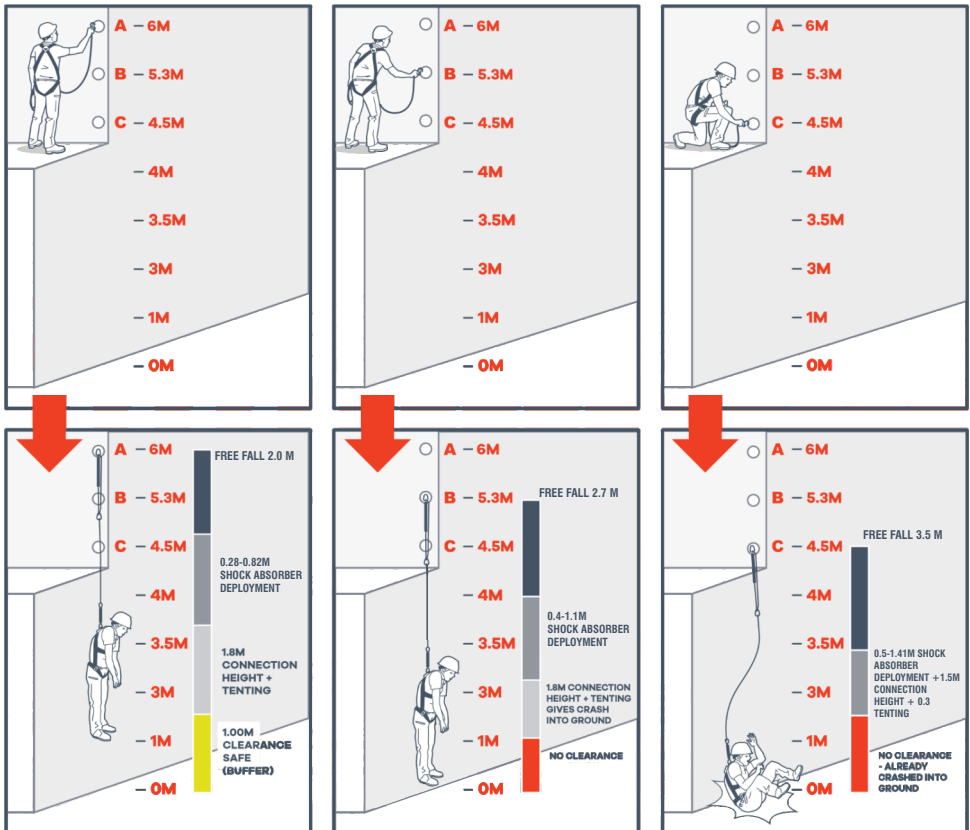 A – 6M
B – 5.3M
C – 4.5M
– 4M
– 3.5M
– 3M
– 1M
– 0M
A – 6M
B – 5.3M
C – 4.5M
– 4M
– 3.5M
– 3M
– 1M
– 0M
A – 6M
B – 5.3M
C – 4.5M
– 4M
– 3.5M
– 3M
– 1M
– 0M
A – 6M
B – 5.3M
C – 4.5M
– 4M
– 3.5M
– 3M
– 1M
– 0M
FREE FALL 2.0 M
0.28-0.82M
SHOCK ABSORBER
DEPLOYMENT
1.8M
CONNECTION
HEIGHT +
TENTING
1.00M
CLEARANCE
SAFE
(BUFFER)
A – 6M
B – 5.3M
C – 4.5M
– 4M
– 3.5M
– 3M
– 1M
– 0M
FREE FALL 2.7 M
0.4-1.1M
SHOCK ABSORBER
DEPLOYMENT
1.8M CONNECTION
HEIGHT + TENTING
GIVES CRASH
INTO GROUND
NO CLEARANCE
A – 6M
B – 5.3M
C – 4.5M
– 4M
– 3.5M
– 3M
– 1M
– 0M
FREE FALL 3.5 M
0.5-1.41M SHOCK
ABSORBER
DEPLOYMENT +1.5M
CONNECTION
HEIGHT + 0.3
TENTING
NO CLEARANCE
- ALREADY
CRASHED INTO
GROUND